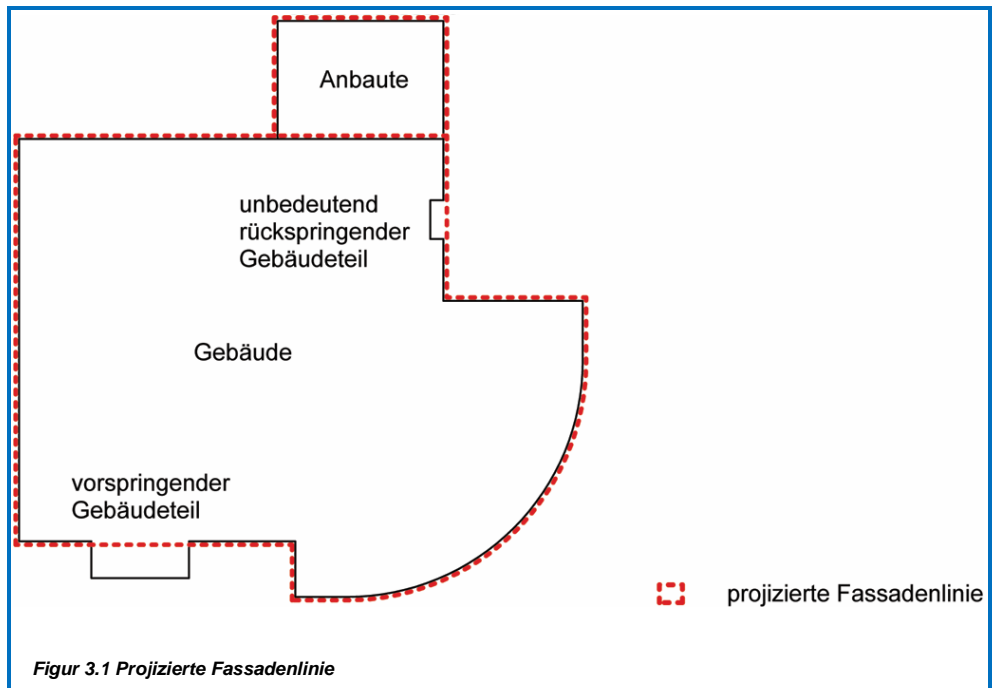 Anbaute
unbedeutend
rückspringender
Gebäudeteil
Gebäude
vorspringender
Gebäudeteil
projizierte Fassadenlinie
Figur 3.1 Projizierte Fassadenlinie